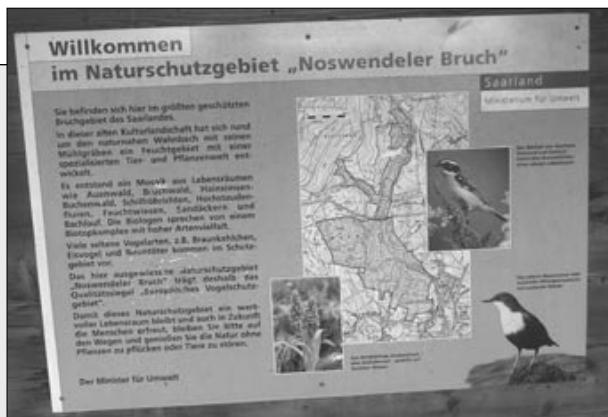 Willkommen
im Naturschutzgebiet „Noswendeler Bruch"
Saarland
Ministerium für Umwelt
Sie befinden sich hier im größten geschützten
Bruchgebiet des Saarlandes.
In dieser alten Kulturlandschaft hat sich rund
um den naturnahen Wahnbach mit seinen
Mühlgräben ein Feuchtgebiet mit einer
spezialisierten Tier- und Pflanzenwelt ent-
wickelt.
Es entstand ein Mosaik aus Lebensräumen
wie Auenwald, Bruchwald, Hainsimsen-
Buchenwald, Schilfröhrichten, Hochstauden-
fluren, Feuchtwiesen, Sandäckern und
Bachlauf. Die Biologen sprechen von einem
Biotopkomplex mit hoher Artenvielfalt.
Viele seltene Vogelarten, z.B. Braunkehlchen,
Eisvogel und Neuntöter kommen im Schutz-
gebiet vor.
Das hier ausgewiesene Naturschutzgebiet
„Noswendeler Bruch" trägt deshalb das
Qualitätssiegel „Europäisches Vogelschutz-
gebiet".
Damit dieses Naturschutzgebiet ein wert-
voller Lebensraum bleibt und auch in Zukunft
die Menschen erfreut, bleiben Sie bitte auf
den Wegen und genießen Sie die Natur ohne
Pflanzen zu pflücken oder Tiere zu stören.
Der Minister für Umwelt